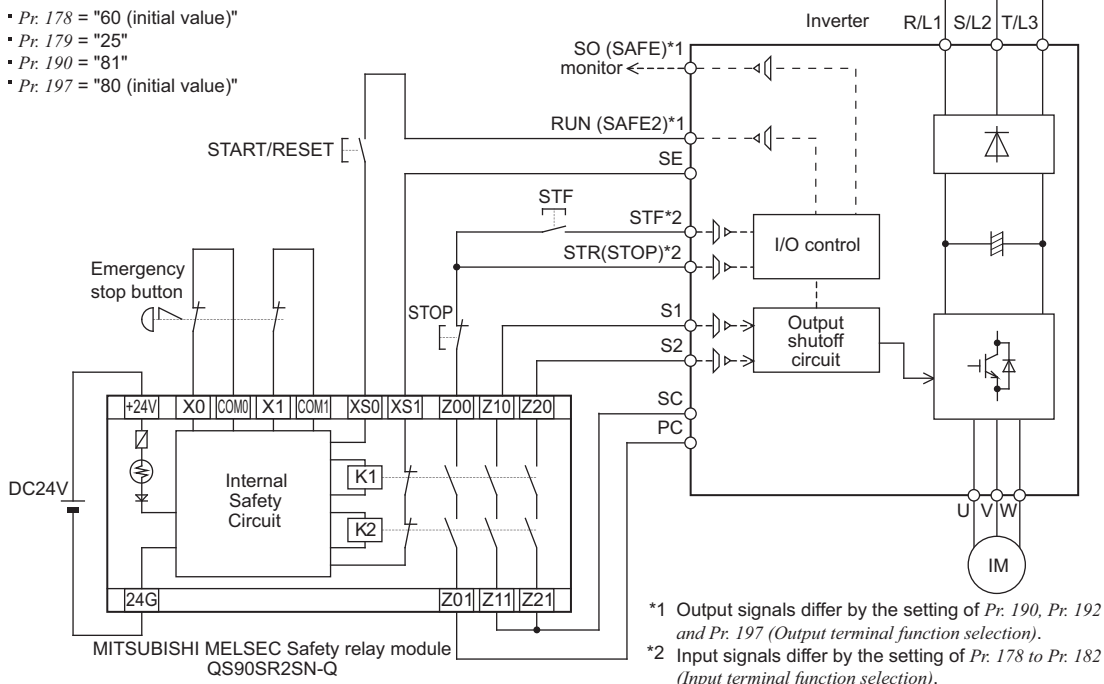 ▪ Pr. 178 = "60 (initial value)"
▪ Pr. 179 = "25"
▪ Pr. 190 = "81"
▪ Pr. 197 = "80 (initial value)"
Inverter
R/L1 S/L2 T/L3
SO (SAFE)*1
monitor
RUN (SAFE2)*1
START/RESET
SE
STF
STF*2
STR(STOP)*2
I/O control
Emergency
stop button
STOP
S1
S2
Output
shutoff
circuit
SC
PC
+24V X0 COM0 X1 COM1 XS0 XS1 Z00 Z10 Z20
DC24V
Internal
Safety
Circuit
K1
K2
U V W
IM
24G Z01 Z11 Z21
MITSUBISHI MELSEC Safety relay module
QS90SR2SN-Q
*1 Output signals differ by the setting of Pr. 190, Pr. 192
and Pr. 197 (Output terminal function selection).
*2 Input signals differ by the setting of Pr. 178 to Pr. 182
(Input terminal function selection).